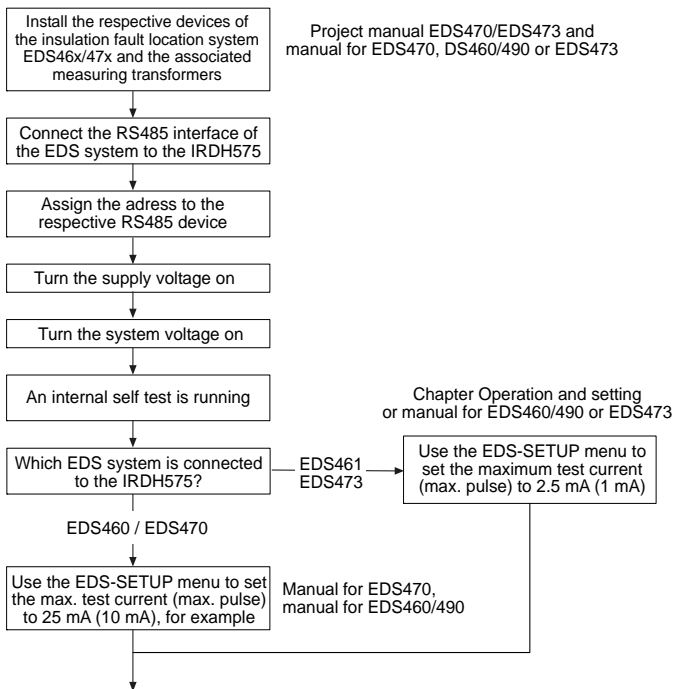 Install the respective devices of
the insulation fault location system
EDS46x/47x and the associated
measuring transformers
Project manual EDS470/EDS473 and
manual for EDS470, DS460/490 or EDS473
Connect the RS485 interface of
the EDS system to the IRDH575
Assign the adress to the
respective RS485 device
Turn the supply voltage on
Turn the system voltage on
An internal self test is running
Chapter Operation and setting
or manual for EDS460/490 or EDS473
Which EDS system is connected
to the IRDH575?
EDS461
EDS473
Use the EDS-SETUP menu to
set the maximum test current
(max. pulse) to 2.5 mA (1 mA)
EDS460 / EDS470
Use the EDS-SETUP menu to set
the max. test current (max. pulse)
to 25 mA (10 mA), for example
Manual for EDS470,
manual for EDS460/490